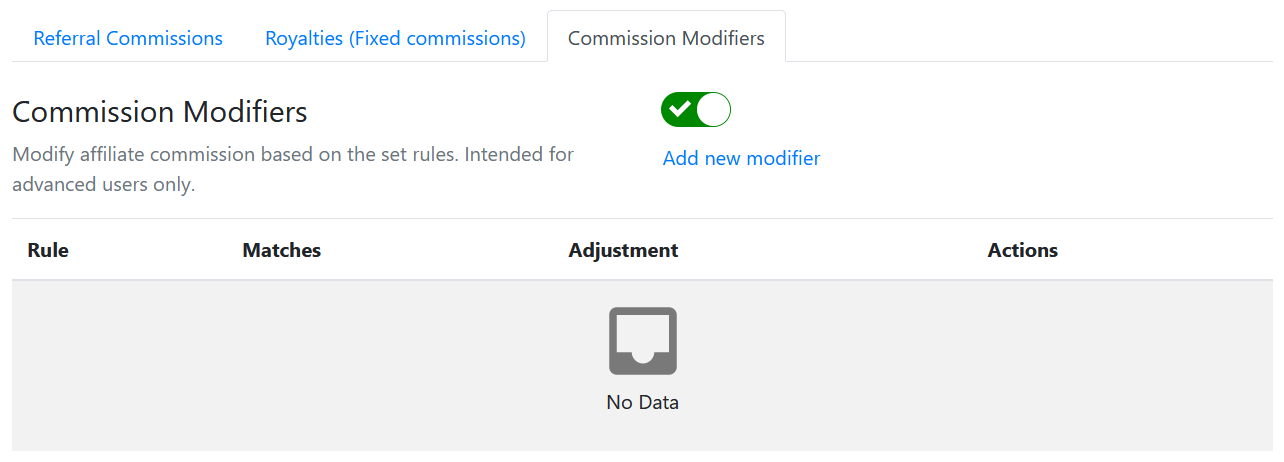 Referral Commissions Royalties (Fixed commissions) Commission Modifiers
Commission Modifiers
Modify affiliate commission based on the set rules. Intended for
advanced users only.
Add new modifier
Rule Matches Adjustment Actions
No Data